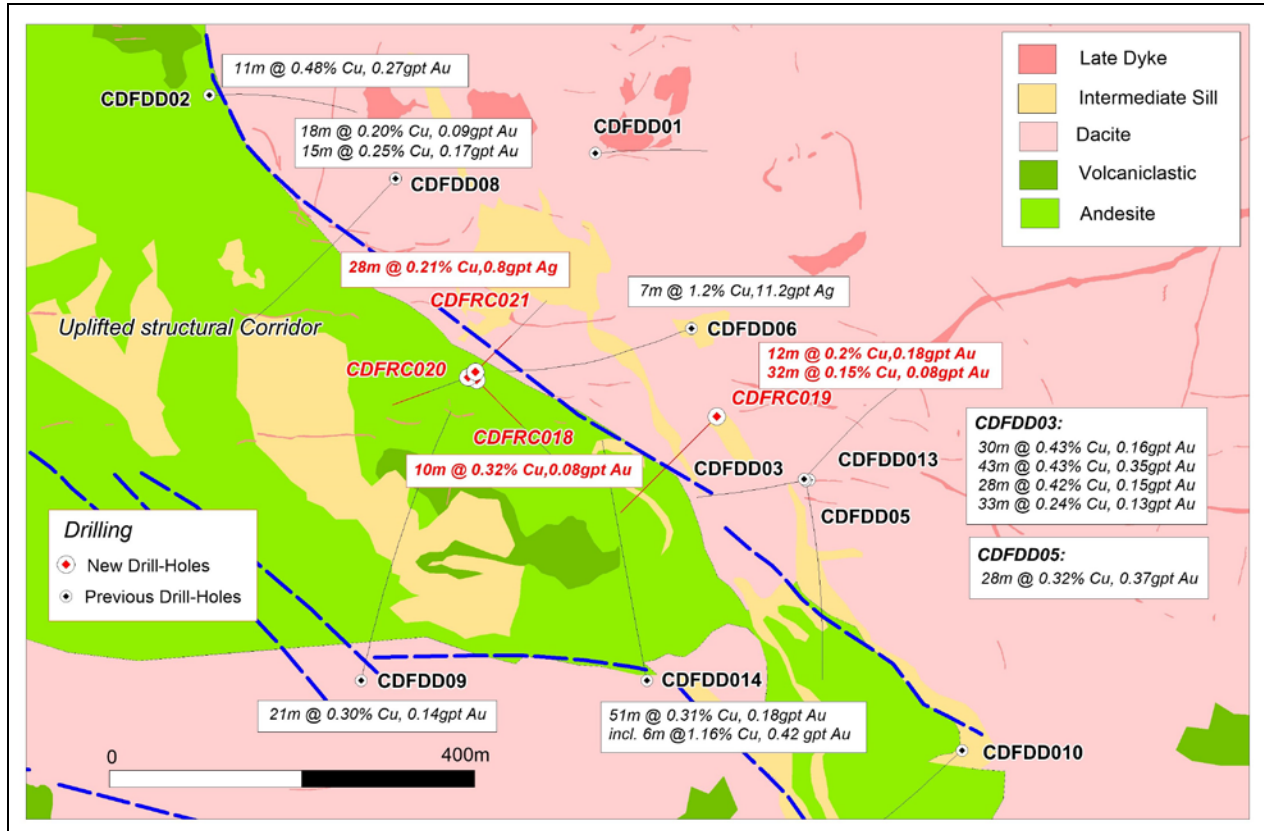 11m @ 0.48% Cu, 0.27gpt Au
CDFDD02
18m @ 0.20% Cu, 0.09gpt Au
15m @ 0.25% Cu, 0.17gpt Au
CDFDD01
CDFDD08
Late Dyke
Intermediate Sill
Dacite
Volcaniclastic
Andesite
28m @ 0.21% Cu,0.8gpt Ag
CDFRC021
7m @ 1.2% Cu,11.2gpt Ag
Uplifted structural Corridor
CDFDD06
12m @ 0.2% Cu,0.18gpt Au
32m @ 0.15% Cu, 0.08gpt Au
CDFRC020
CDFRC019
CDFRC018
10m @ 0.32% Cu,0.08gpt Au
CDFDD03
CDFDD013
CDFDD05
CDFDD03:
30m @ 0.43% Cu, 0.16gpt Au
43m @ 0.43% Cu, 0.35gpt Au
28m @ 0.42% Cu, 0.15gpt Au
33m @ 0.24% Cu, 0.13gpt Au
CDFDD05:
28m @ 0.32% Cu, 0.37gpt Au
Drilling
New Drill-Holes
Previous Drill-Holes
CDFDD09
21m @ 0.30% Cu, 0.14gpt Au
CDFDD014
51m @ 0.31% Cu, 0.18gpt Au
incl. 6m @1.16% Cu, 0.42 gpt Au
CDFDD010
0 400m